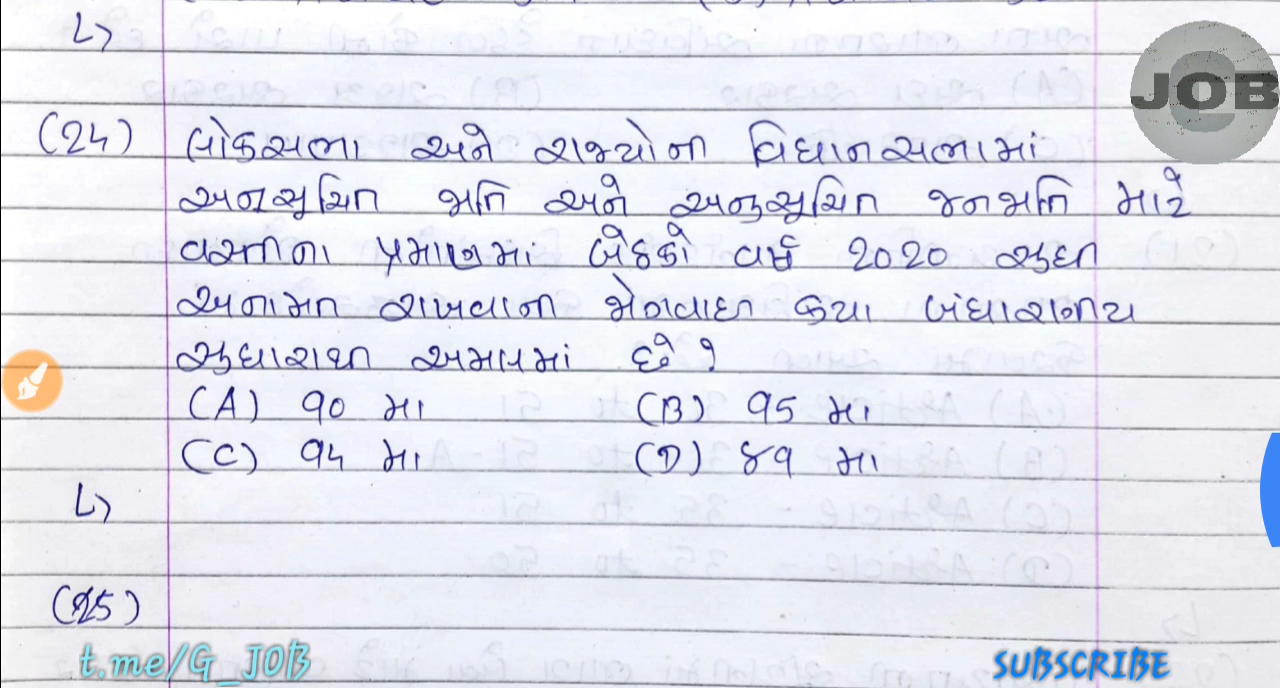 JOB
(24) લોકસભા અને રાજ્યોની વિધાનસભામાં
અનુસૂચિત જાતિ અને અનુસૂચિત જનજાતિ માટે
વસ્તીના પ્રમાણમાં બેઠકો વર્ષ 2020 સુધી
અનામત રાખવાની જોગવાઈ કયા બંધારણીય
સુધારાથી અમલમાં છે ?
(A) 90 મા (B) 95 મા
(C) 94 મા (D) ४९ મા
(25)
t.me/G_JOB SUBSCRIBE